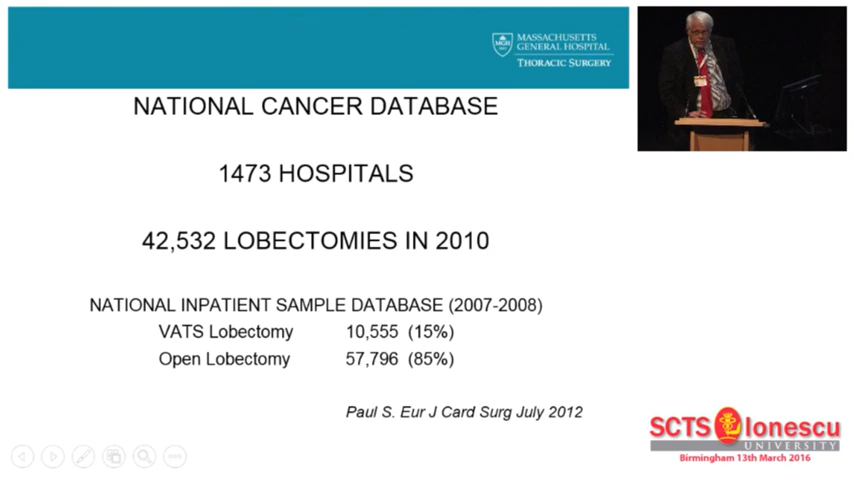 MASSACHUSETTS
GENERAL HOSPITAL
THORACIC SURGERY
NATIONAL CANCER DATABASE
1473 HOSPITALS
42,532 LOBECTOMIES IN 2010
NATIONAL INPATIENT SAMPLE DATABASE (2007-2008)
VATS Lobectomy 10,555 (15%)
Open Lobectomy 57,796 (85%)
Paul S. Eur J Card Surg July 2012
SCTS Ionescu
UNIVERSITY
Birmingham 13th March 2016